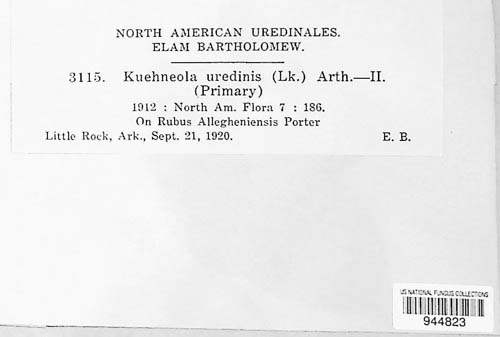 NORTH AMERICAN UREDINALES.
ELAM BARTHOLOMEW.
3115. Kuehneola uredinis (Lk.) Arth.—II.
(Primary)
1912 : North Am. Flora 7 : 186.
On Rubus Allegheniensis Porter
Little Rock, Ark., Sept. 21, 1920. E. B.
US NATIONAL FUNGUS COLLECTIONS
944823